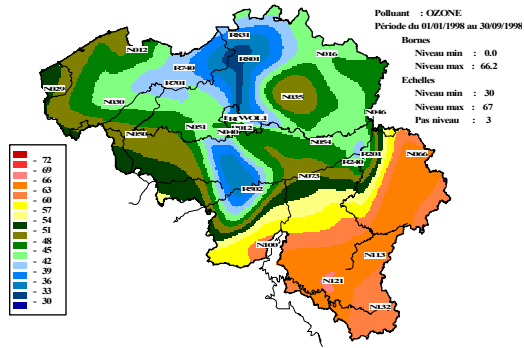 Polluant : OZONE
Période du 01/01/1998 au 30/09/1998
Bornes
Niveau min : 0.0
Niveau max : 66.2
Echelles
Niveau min : 30
Niveau max : 67
Pas niveau : 3
R831
N012
N016
R801
R740
R701
N029
N035
N030
WOL1
N046
N051
N040
N050
N054
R201
N066
R240
N073
R502
N100
N113
N121
N132
- 72
- 69
- 66
- 63
- 60
- 57
- 54
- 51
- 48
- 45
- 42
- 39
- 36
- 33
- 30